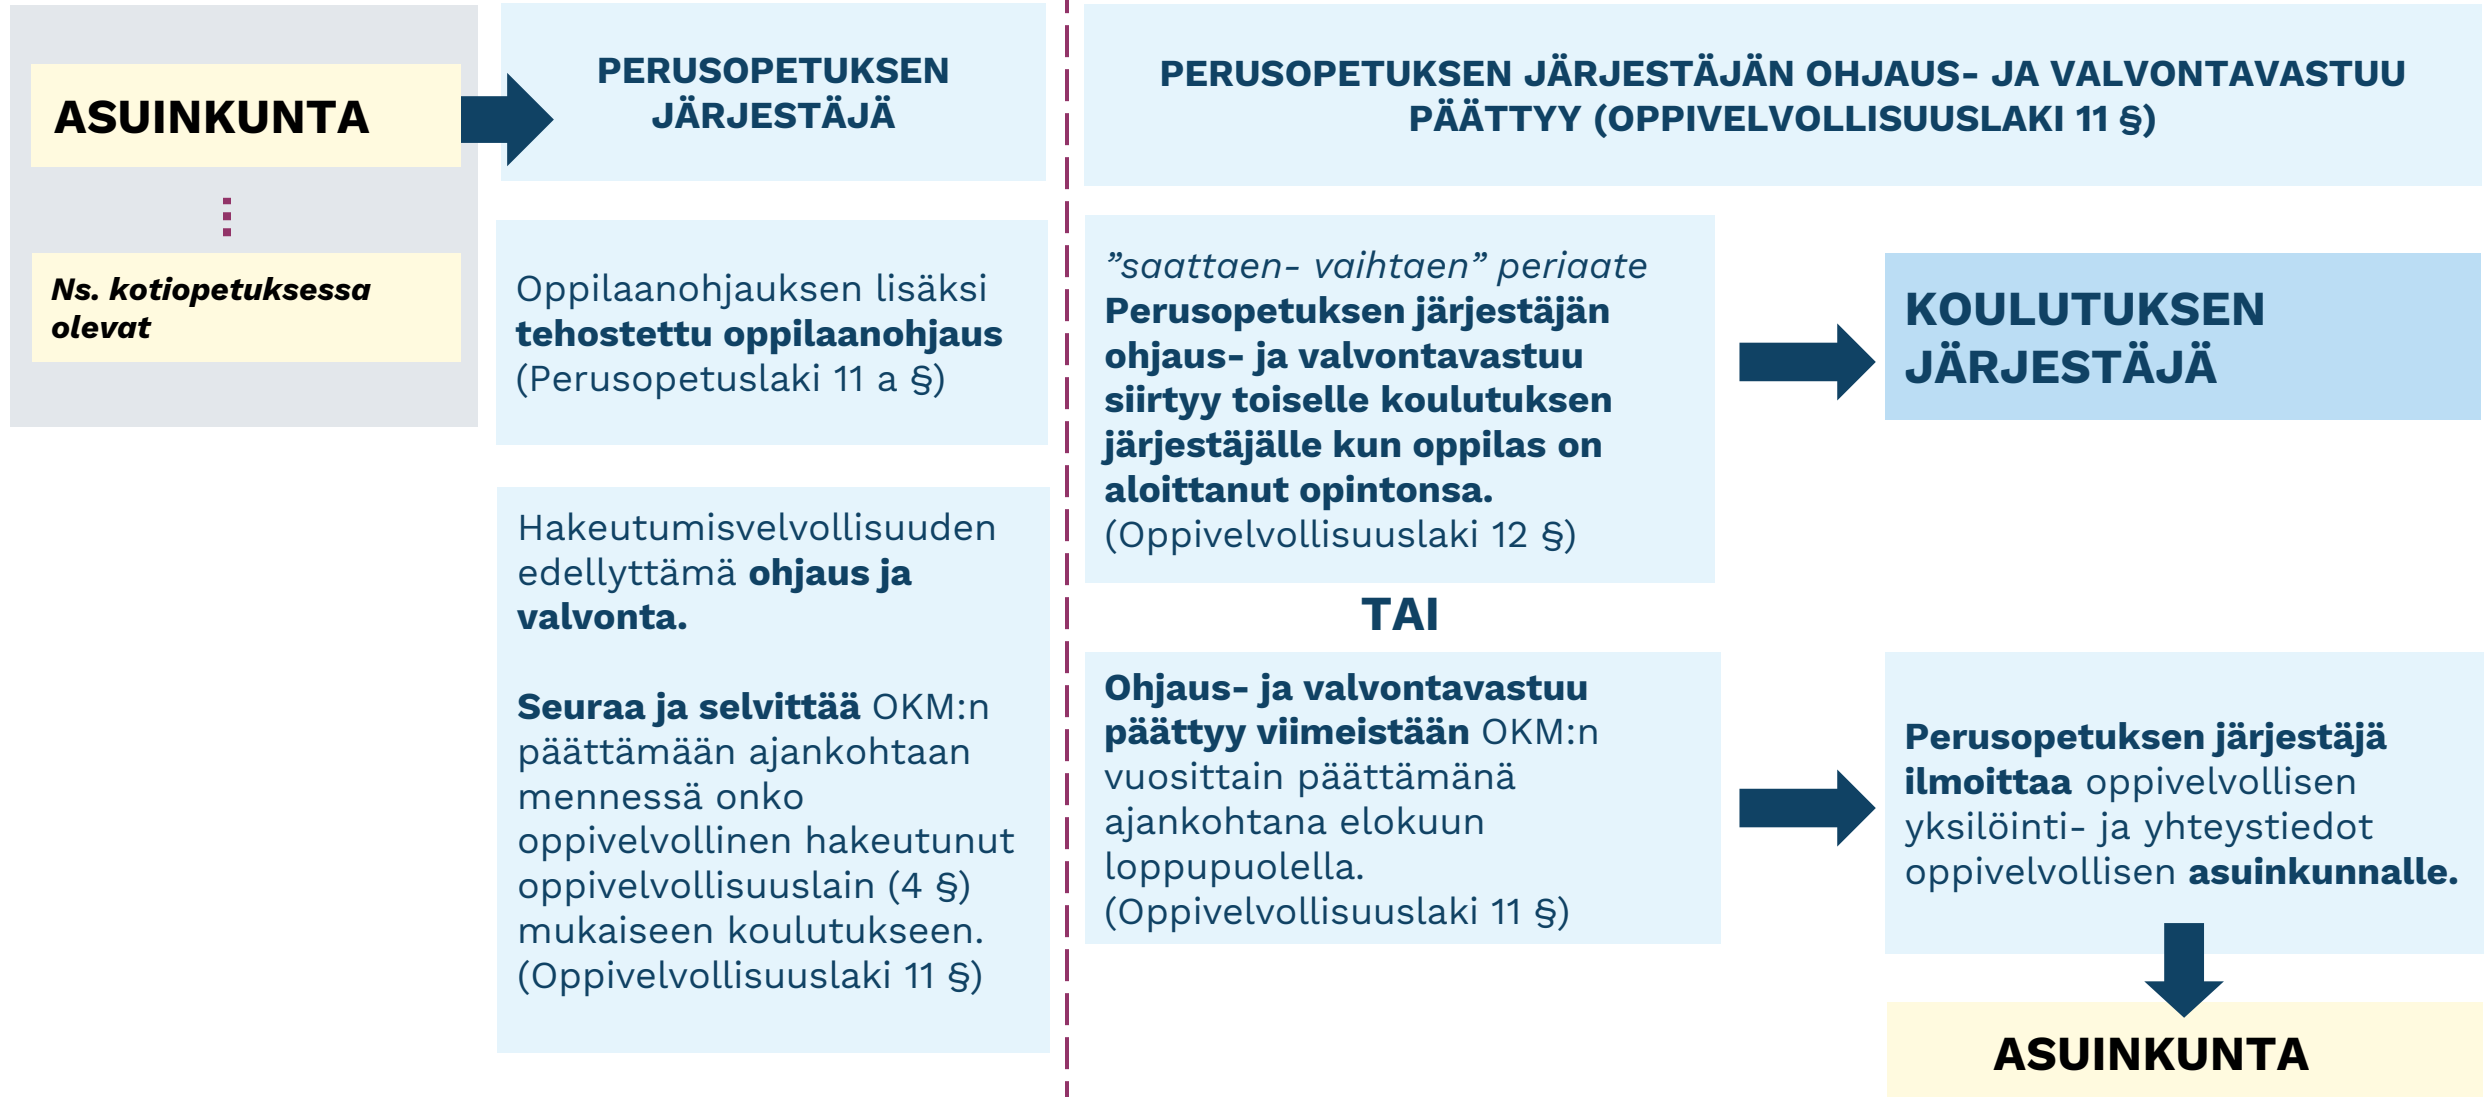 ASUINKUNTA
Ns. kotiopetuksessa
olevat
PERUSOPETUKSEN
JÄRJESTÄJÄ
Oppilaanohjauksen lisäksi
tehostettu oppilaanohjaus
(Perusopetuslaki 11 a §)
Hakeutumisvelvollisuuden
edellyttämä ohjaus ja
valvonta.
Seuraa ja selvittää OKM:n
päättämään ajankohtaan
mennessä onko
oppivelvollinen hakeutunut
oppivelvollisuuslain (4 §)
mukaiseen koulutukseen.
(Oppivelvollisuuslaki 11 §)
PERUSOPETUKSEN JÄRJESTÄJÄN OHJAUS- JA VALVONTAVASTUU
PÄÄTTYY (OPPIVELVOLLISUUSLAKI 11 §)
”saattaen- vaihtaen” periaate
Perusopetuksen järjestäjän
ohjaus- ja valvontavastuu
siirtyy toiselle koulutuksen
järjestäjälle kun oppilas on
aloittanut opintonsa.
(Oppivelvollisuuslaki 12 §)
KOULUTUKSEN
JÄRJESTÄJÄ
TAI
Ohjaus- ja valvontavastuu
päättyy viimeistään OKM:n
vuosittain päättämänä
ajankohtana elokuun
loppupuolella.
(Oppivelvollisuuslaki 11 §)
Perusopetuksen järjestäjä
ilmoittaa oppivelvollisen
yksilöinti- ja yhteystiedot
oppivelvollisen asuinkunnalle.
ASUINKUNTA